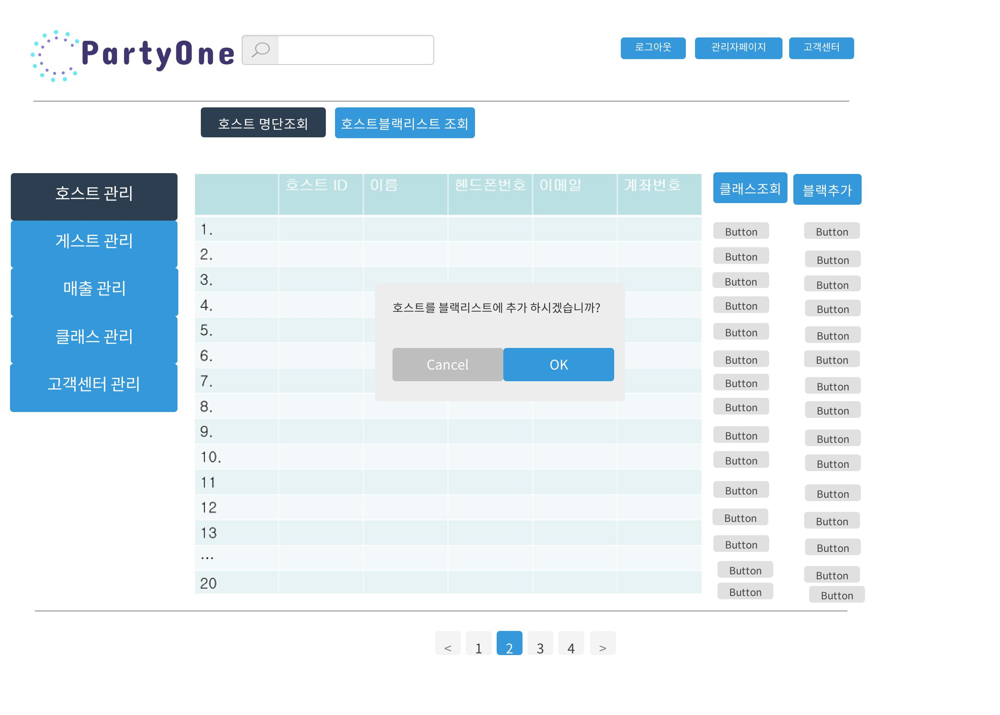 PartyOne
로그아웃 관리자페이지 고객센터
호스트 명단조회 호스트블랙리스트 조회
호스트 관리
게스트 관리
매출 관리
클래스 관리
고객센터 관리
호스트 ID 이름 헨드폰번호 이메일 계좌번호 클래스조회 블랙추가
1. Button Button
2. Button Button
3. Button Button
4. Button Button
5. Button Button
6. Button Button
7. Button Button
8. Button Button
9. Button Button
10. Button Button
11 Button Button
12 Button Button
13 Button Button
... Button Button
20 Button Button
호스트를 블랙리스트에 추가 하시겠습니까?
Cancel OK
< 1 2 3 4 >